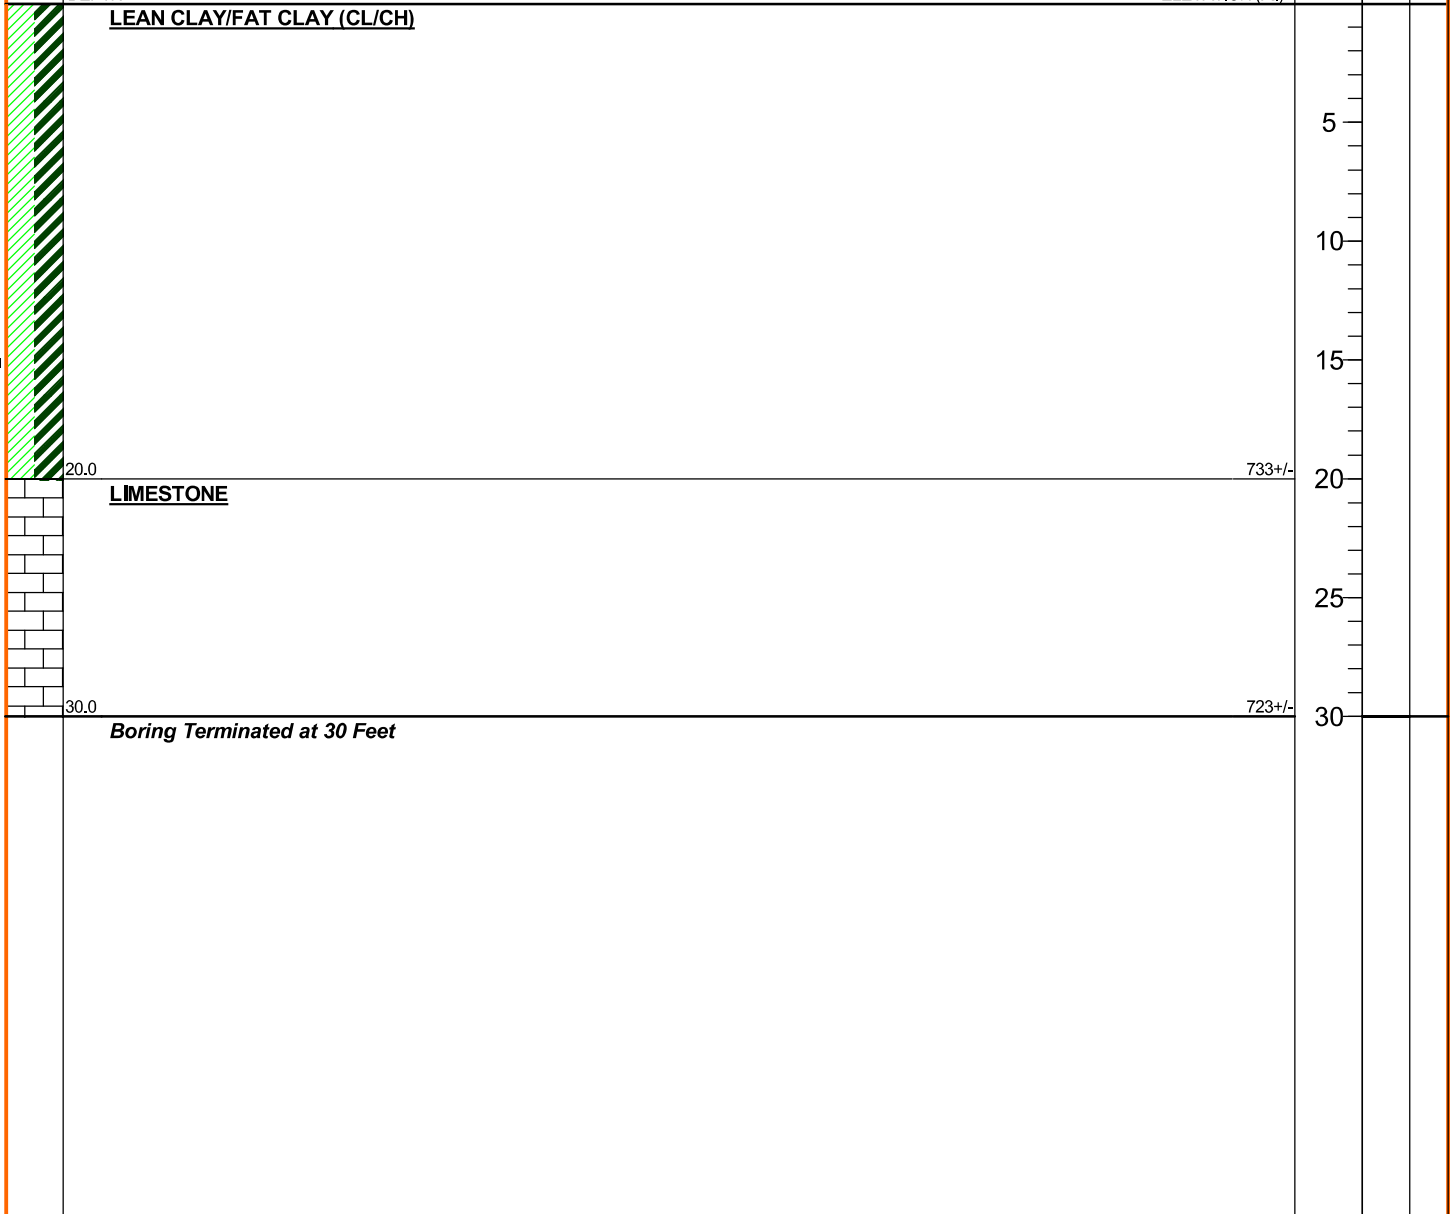 LEAN CLAY/FAT CLAY (CL/CH)
5
10
15
20.0 733+/- 20
LIMESTONE
25
30.0 723+/- 30
Boring Terminated at 30 Feet